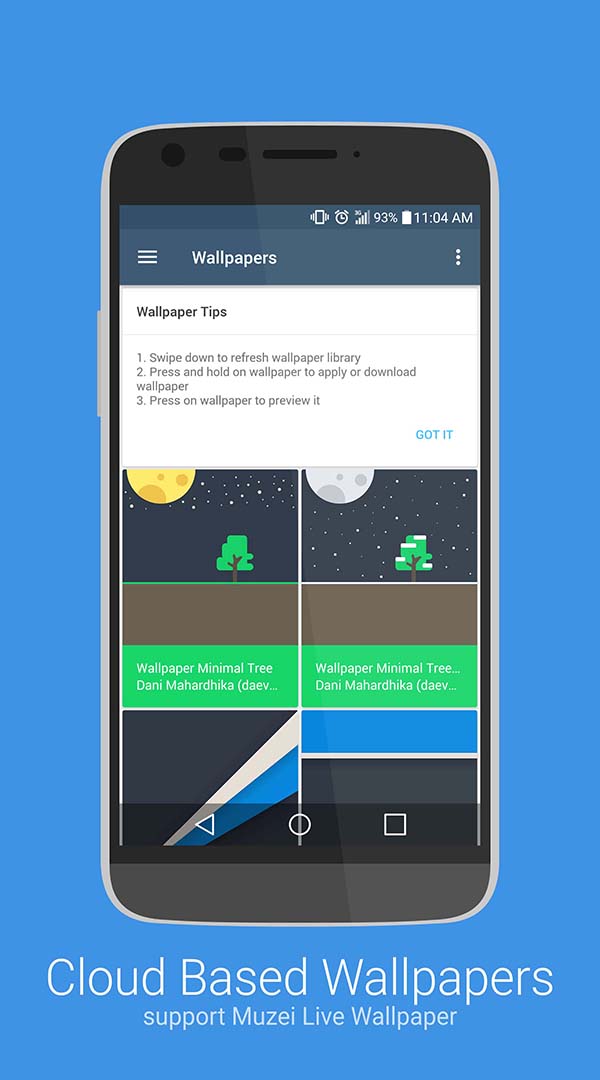 3G 93% 11:04 AM
Wallpapers
Wallpaper Tips
1. Swipe down to refresh wallpaper library
2. Press and hold on wallpaper to apply or download
wallpaper
3. Press on wallpaper to preview it
GOT IT
Wallpaper Minimal Tree
Dani Mahardhika (daev...
Wallpaper Minimal Tree...
Dani Mahardhika (daev...
Cloud Based Wallpapers
support Muzei Live Wallpaper